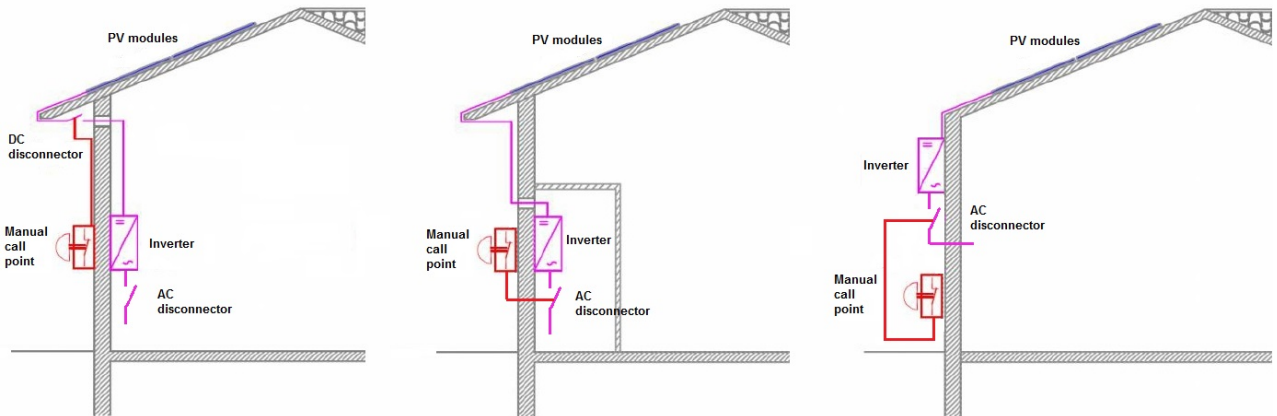 PV modules
DC
disconnector
Manual
call
point
Inverter
AC
disconnector
PV modules
Manual
call
point
Inverter
AC
disconnector
PV modules
Inverter
AC
disconnector
Manual
call
point